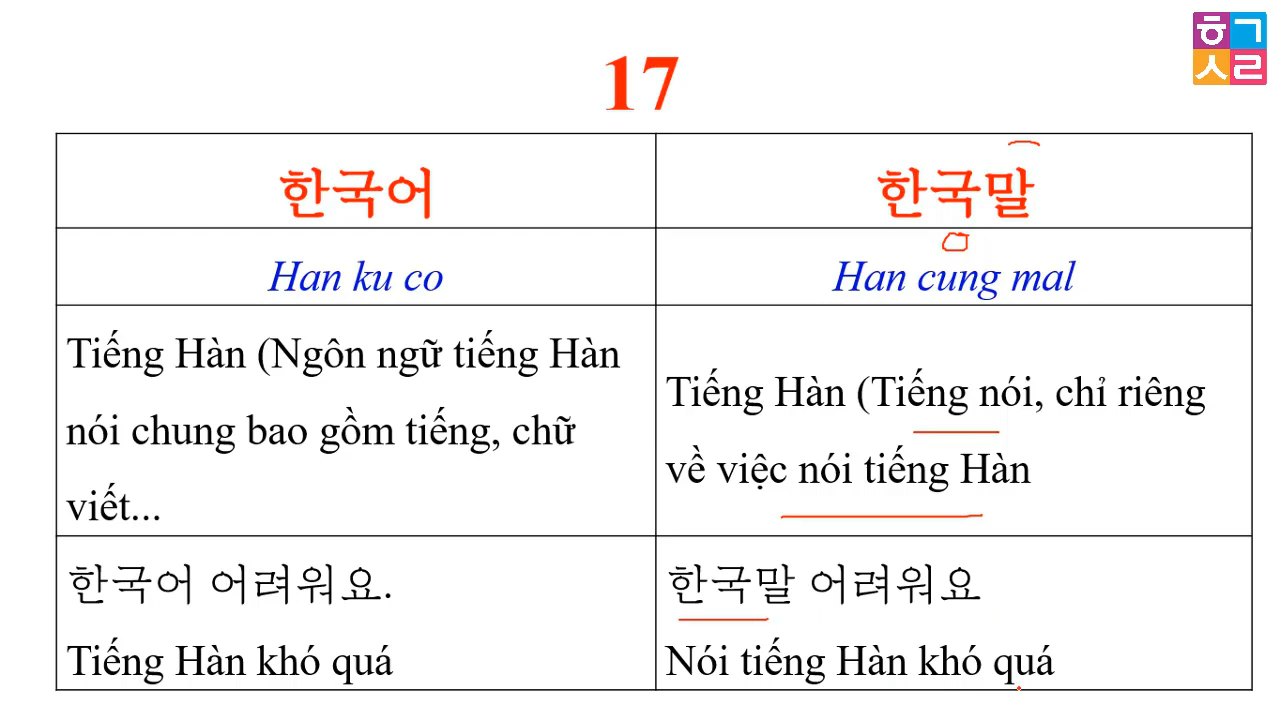 ㅎㄱ
ㅅㄹ
17
한국어
한국말
Han ku co
Han cung mal
Tiếng Hàn (Ngôn ngữ tiếng Hàn
nói chung bao gồm tiếng, chữ
viết...
Tiếng Hàn (Tiếng nói, chỉ riêng
về việc nói tiếng Hàn
한국어 어려워요.
Tiếng Hàn khó quá
한국말 어려워요
Nói tiếng Hàn khó quá